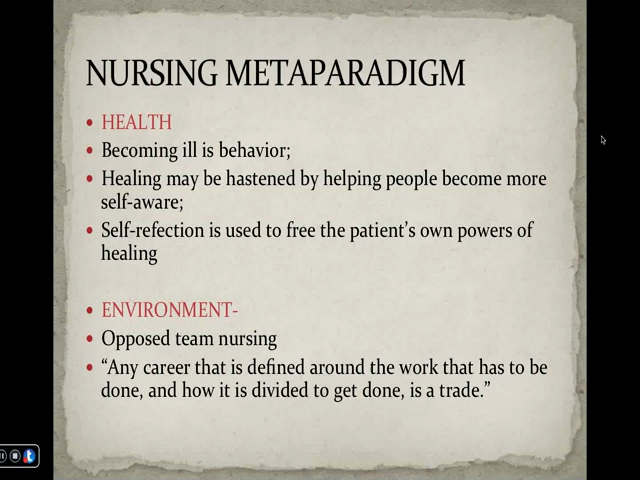 NURSING METAPARADIGM
• HEALTH
• Becoming ill is behavior;
• Healing may be hastened by helping people become more
self-aware;
• Self-refection is used to free the patient's own powers of
healing
• ENVIRONMENT-
• Opposed team nursing
• “Any career that is defined around the work that has to be
done, and how it is divided to get done, is a trade.”